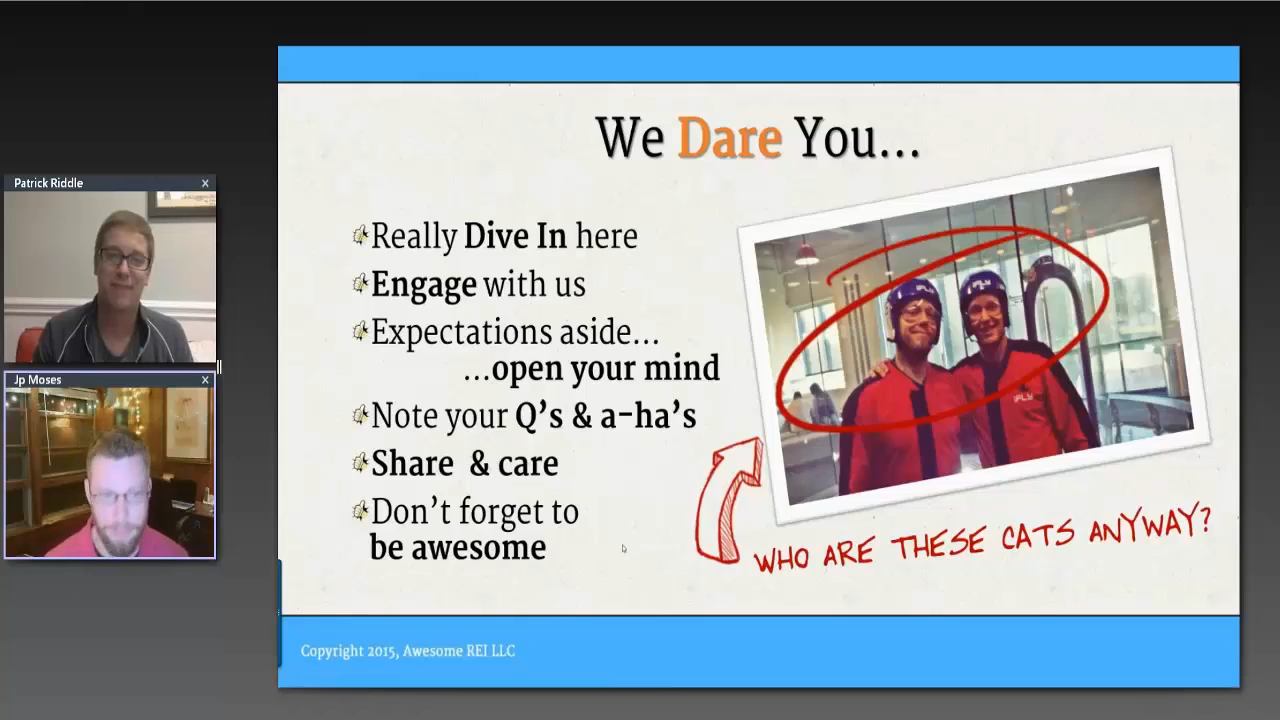 Patrick Riddle
Jp Moses
We Dare You...
Really Dive In here
Engage with us
Expectations aside...
...open your mind
Note your Q's & a-ha's
Share & care
Don't forget to
be awesome
iFLY
WHO ARE THESE CATS ANYWAY?
Copyright 2015, Awesome REI LLC